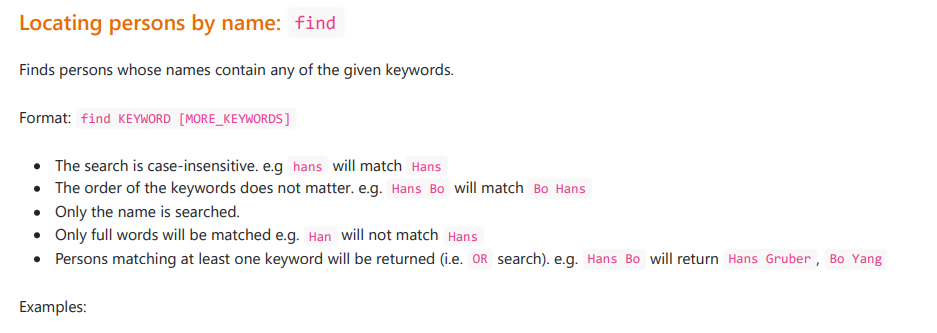 Locating persons by name: find
Finds persons whose names contain any of the given keywords.
Format: find KEYWORD [MORE_KEYWORDS]
• The search is case-insensitive. e.g hans will match Hans
• The order of the keywords does not matter. e.g. Hans Bo will match Bo Hans
• Only the name is searched.
• Only full words will be matched e.g. Han will not match Hans
• Persons matching at least one keyword will be returned (i.e. OR search). e.g. Hans Bo will return Hans Gruber, Bo Yang
Examples: